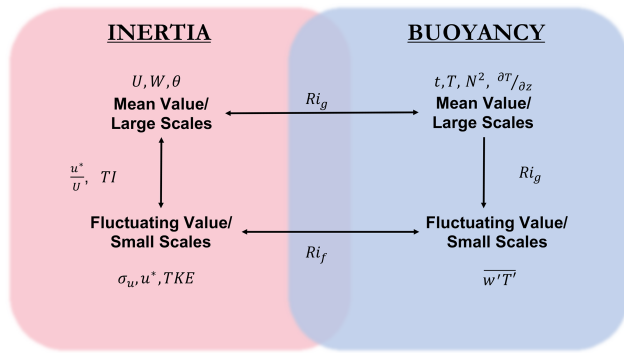 INERTIA
BUOYANCY
U, W, θ
t, T, N², ∂T/∂z
Mean Value/
Large Scales
Ri_g
Mean Value/
Large Scales
u*/U, TI
Ri_g
Fluctuating Value/
Small Scales
Ri_f
Fluctuating Value/
Small Scales
σ_u, u*, TKE
w′T′‾